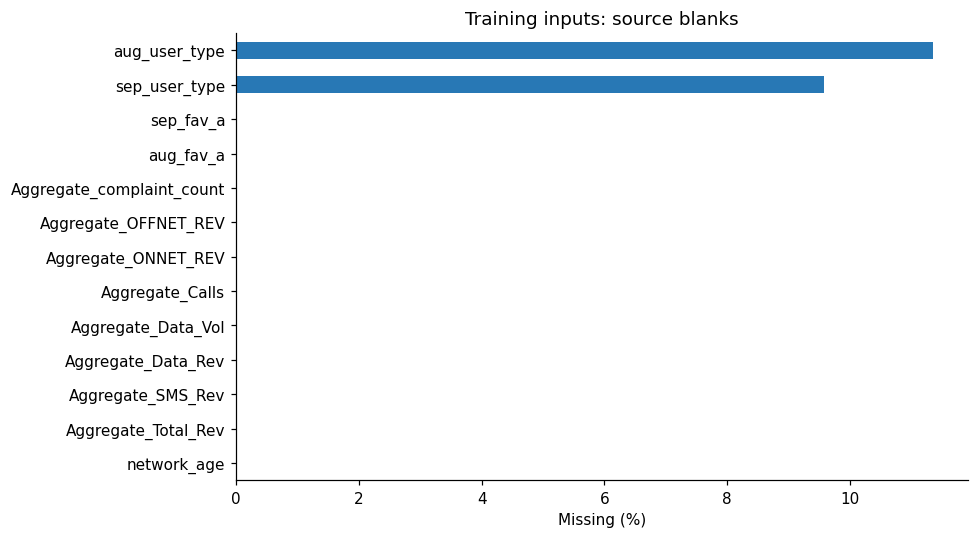 Training inputs: source blanks
aug_user_type
sep_user_type
sep_fav_a
aug_fav_a
Aggregate_complaint_count
Aggregate_OFFNET_REV
Aggregate_ONNET_REV
Aggregate_Calls
Aggregate_Data_Vol
Aggregate_Data_Rev
Aggregate_SMS_Rev
Aggregate_Total_Rev
network_age
0 2 4 6 8 10
Missing (%)